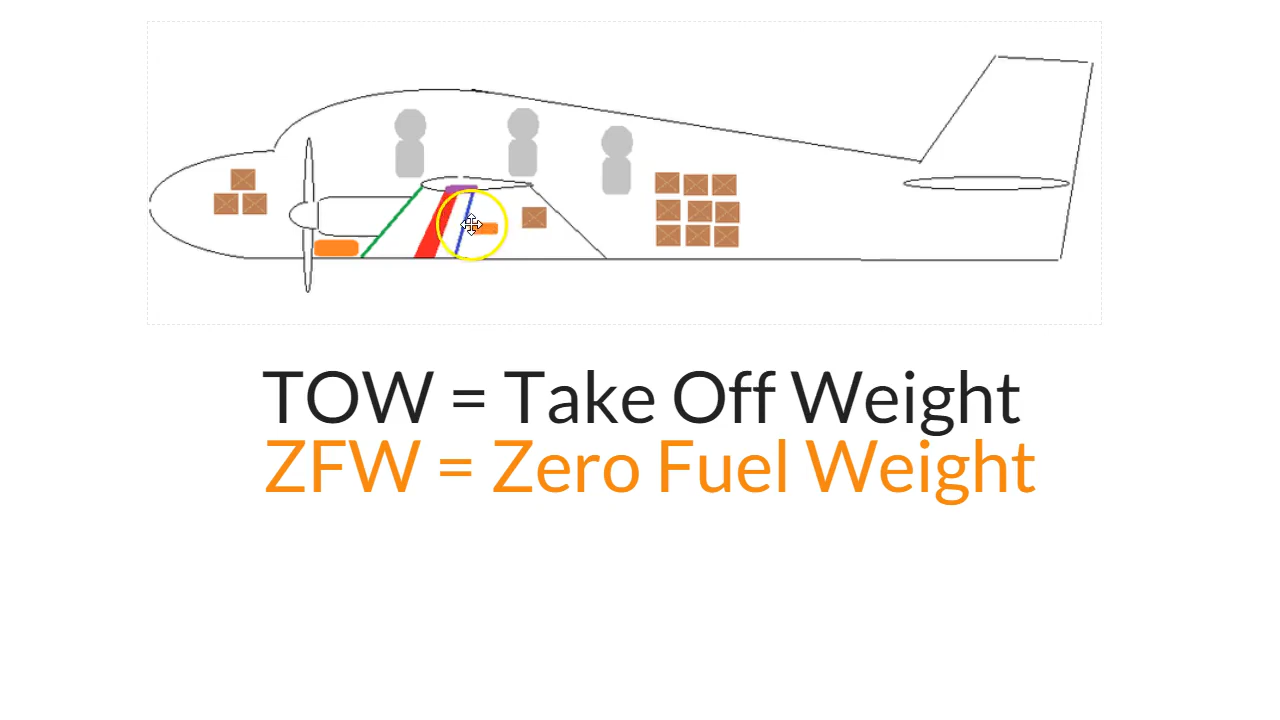 TOW = Take Off Weight
ZFW = Zero Fuel Weight